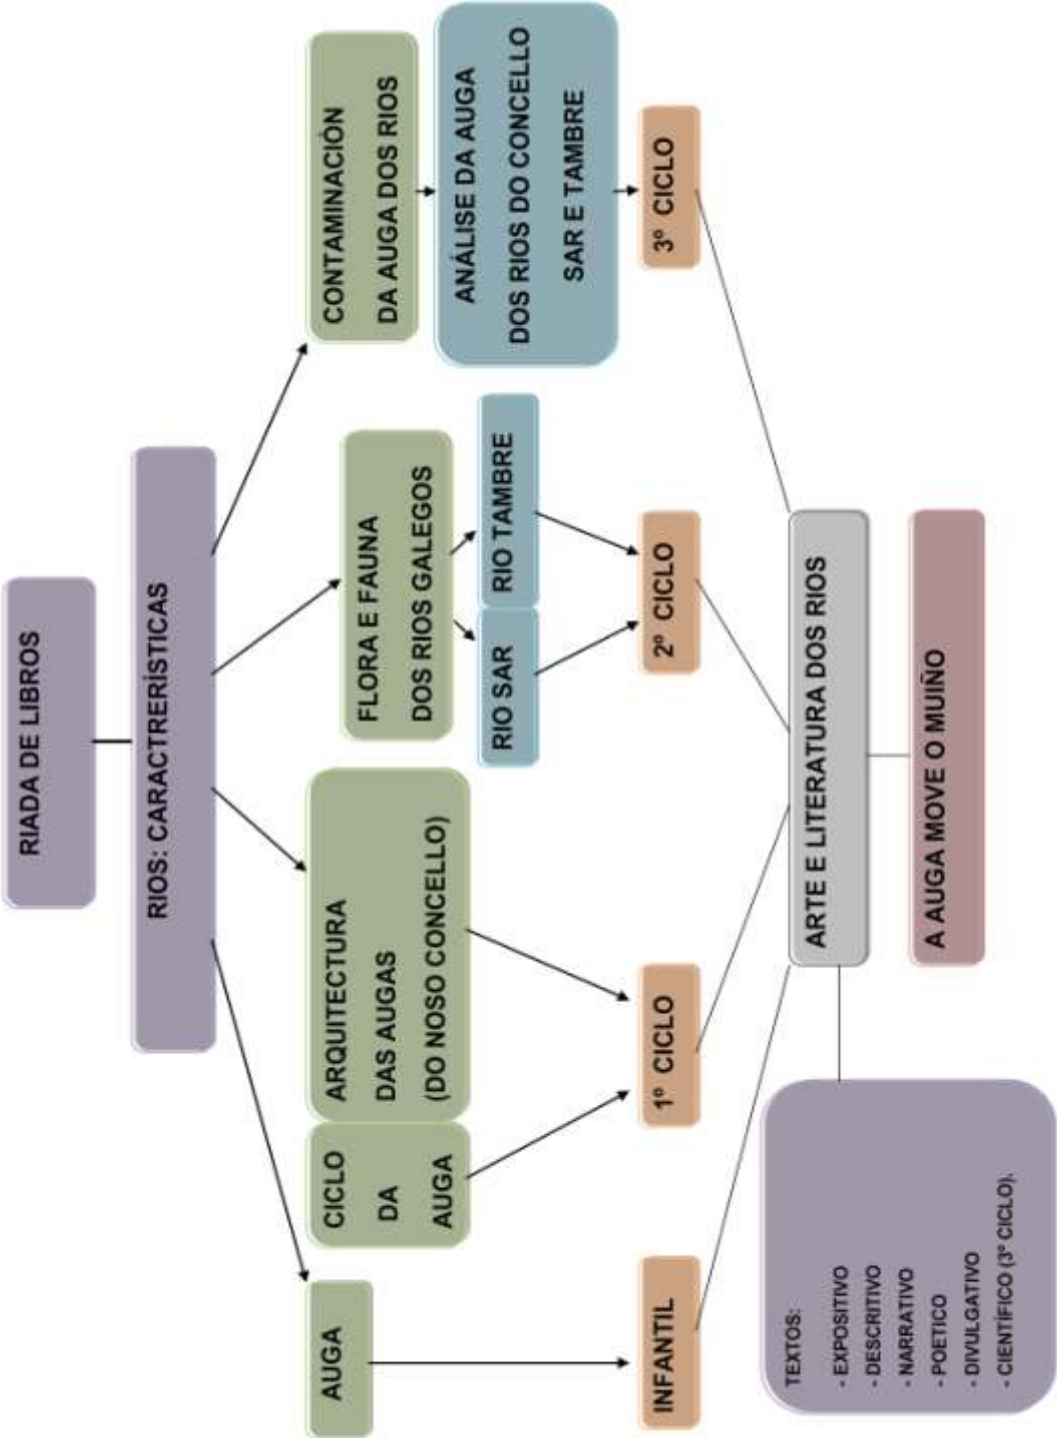 RIADA DE LIBROS
RIOS: CARACTRERÍSTICAS
AUGA
CICLO
DA
AUGA
ARQUITECTURA
DAS AUGAS
(DO NOSO CONCELLO)
FLORA E FAUNA
DOS RIOS GALEGOS
CONTAMINACIÓN
DA AUGA DOS RIOS
RIO SAR
RIO TAMBRE
ANÁLISE DA AUGA
DOS RIOS DO CONCELLO
SAR E TAMBRE
INFANTIL
1º CICLO
2º CICLO
3º CICLO
ARTE E LITERATURA DOS RIOS
TEXTOS:
- EXPOSITIVO
- DESCRITIVO
- NARRATIVO
- POETICO
- DIVULGATIVO
- CIENTÍFICO (3º CICLO).
A AUGA MOVE O MUIÑO